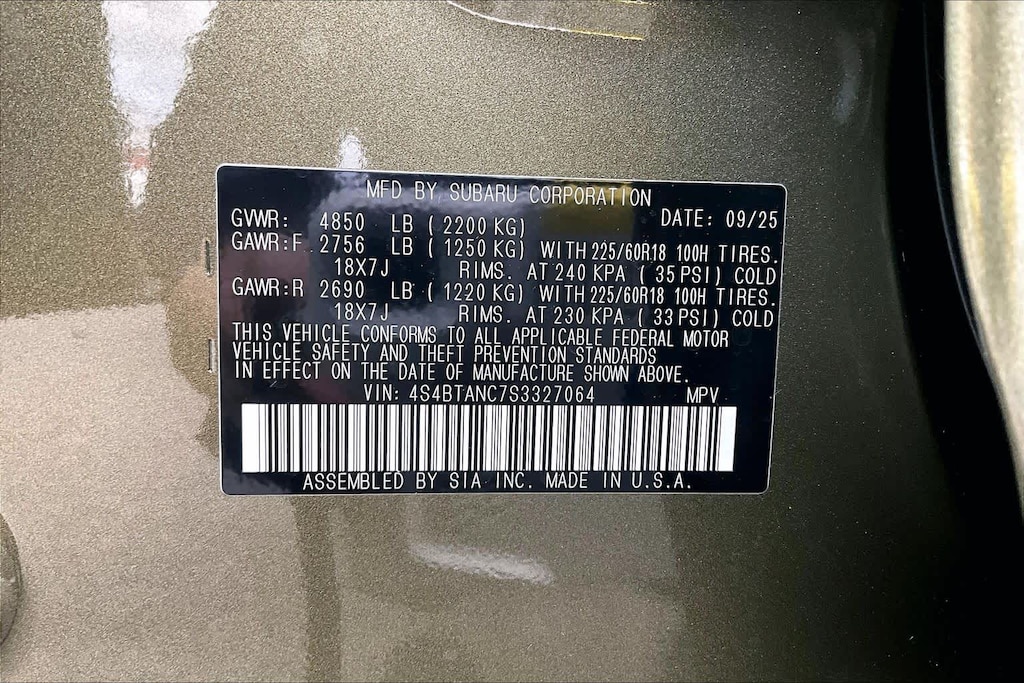 MFD BY SUBARU CORPORATION
GVWR: 4850 LB (2200 KG) DATE: 09/25
GAWR:F 2756 LB (1250 KG) WITH 225/60R18 100H TIRES.
18X7J RIMS. AT 240 KPA (35 PSI) COLD
GAWR:R 2690 LB (1220 KG) WITH 225/60R18 100H TIRES.
18X7J RIMS. AT 230 KPA (33 PSI) COLD
THIS VEHICLE CONFORMS TO ALL APPLICABLE FEDERAL MOTOR
VEHICLE SAFETY AND THEFT PREVENTION STANDARDS
IN EFFECT ON THE DATE OF MANUFACTURE SHOWN ABOVE.
VIN: 4S4BTANC7S3327064 MPV
ASSEMBLED BY SIA INC. MADE IN U.S.A.